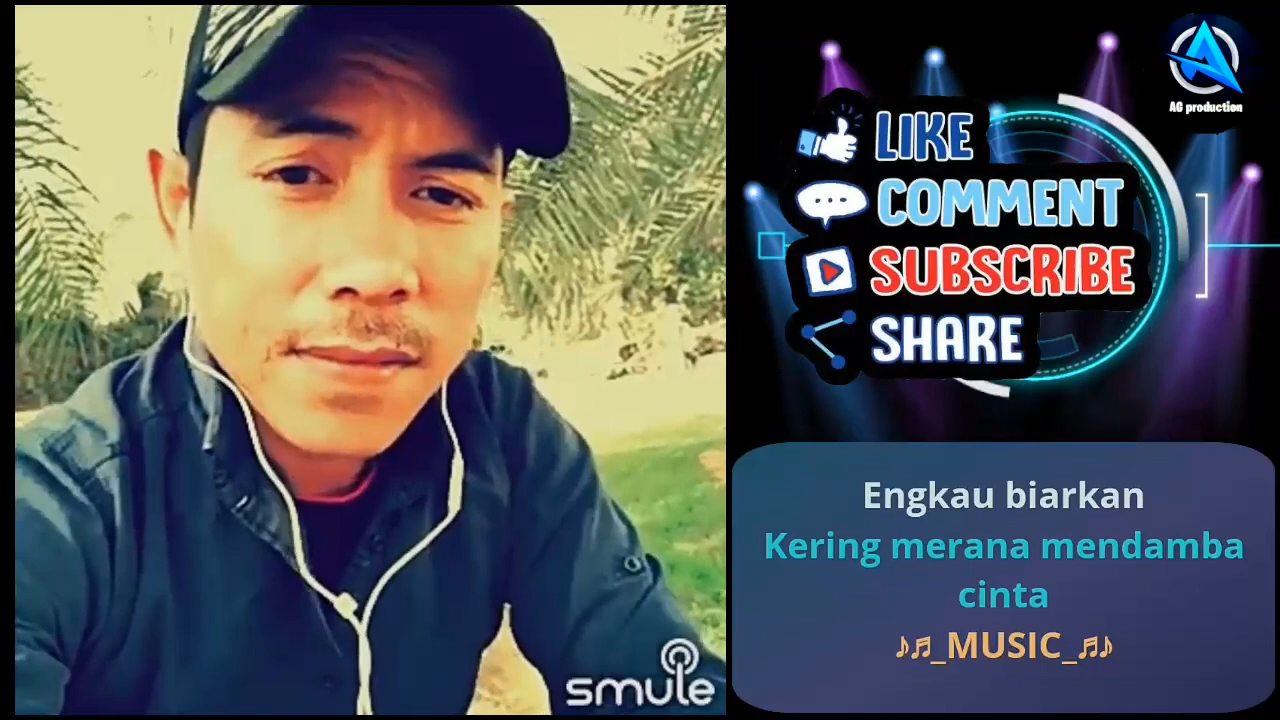 AG production
LIKE
COMMENT
SUBSCRIBE
SHARE
Engkau biarkan
Kering merana mendamba
cinta
♪♬_MUSIC_♬♪
smule